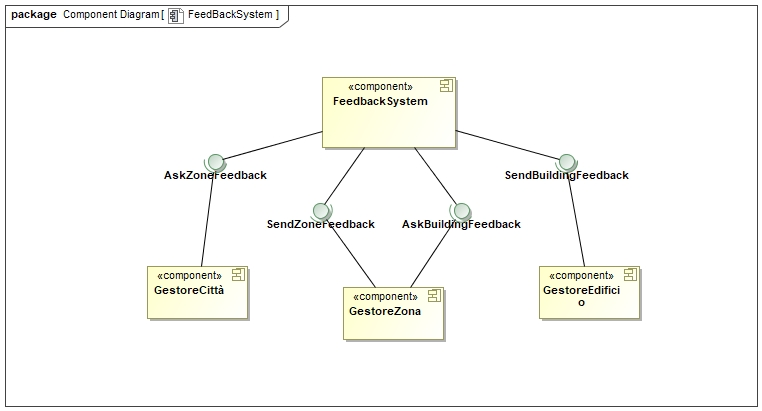 package Component Diagram [ FeedBackSystem ]
«component»
FeedbackSystem
AskZoneFeedback
SendBuildingFeedback
SendZoneFeedback
AskBuildingFeedback
«component»
GestoreCittà
«component»
GestoreZona
«component»
GestoreEdifici
o